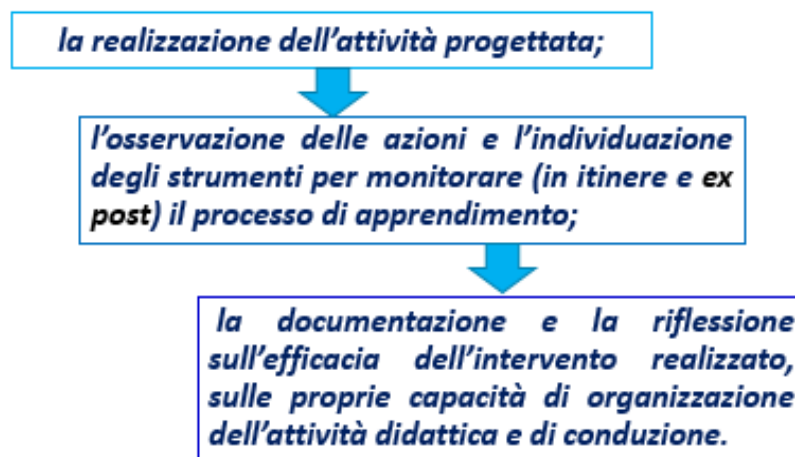 la realizzazione dell'attività progettata;
l'osservazione delle azioni e l'individuazione
degli strumenti per monitorare (in itinere e ex
post) il processo di apprendimento;
la documentazione e la riflessione
sull'efficacia dell'intervento realizzato,
sulle proprie capacità di organizzazione
dell'attività didattica e di conduzione.